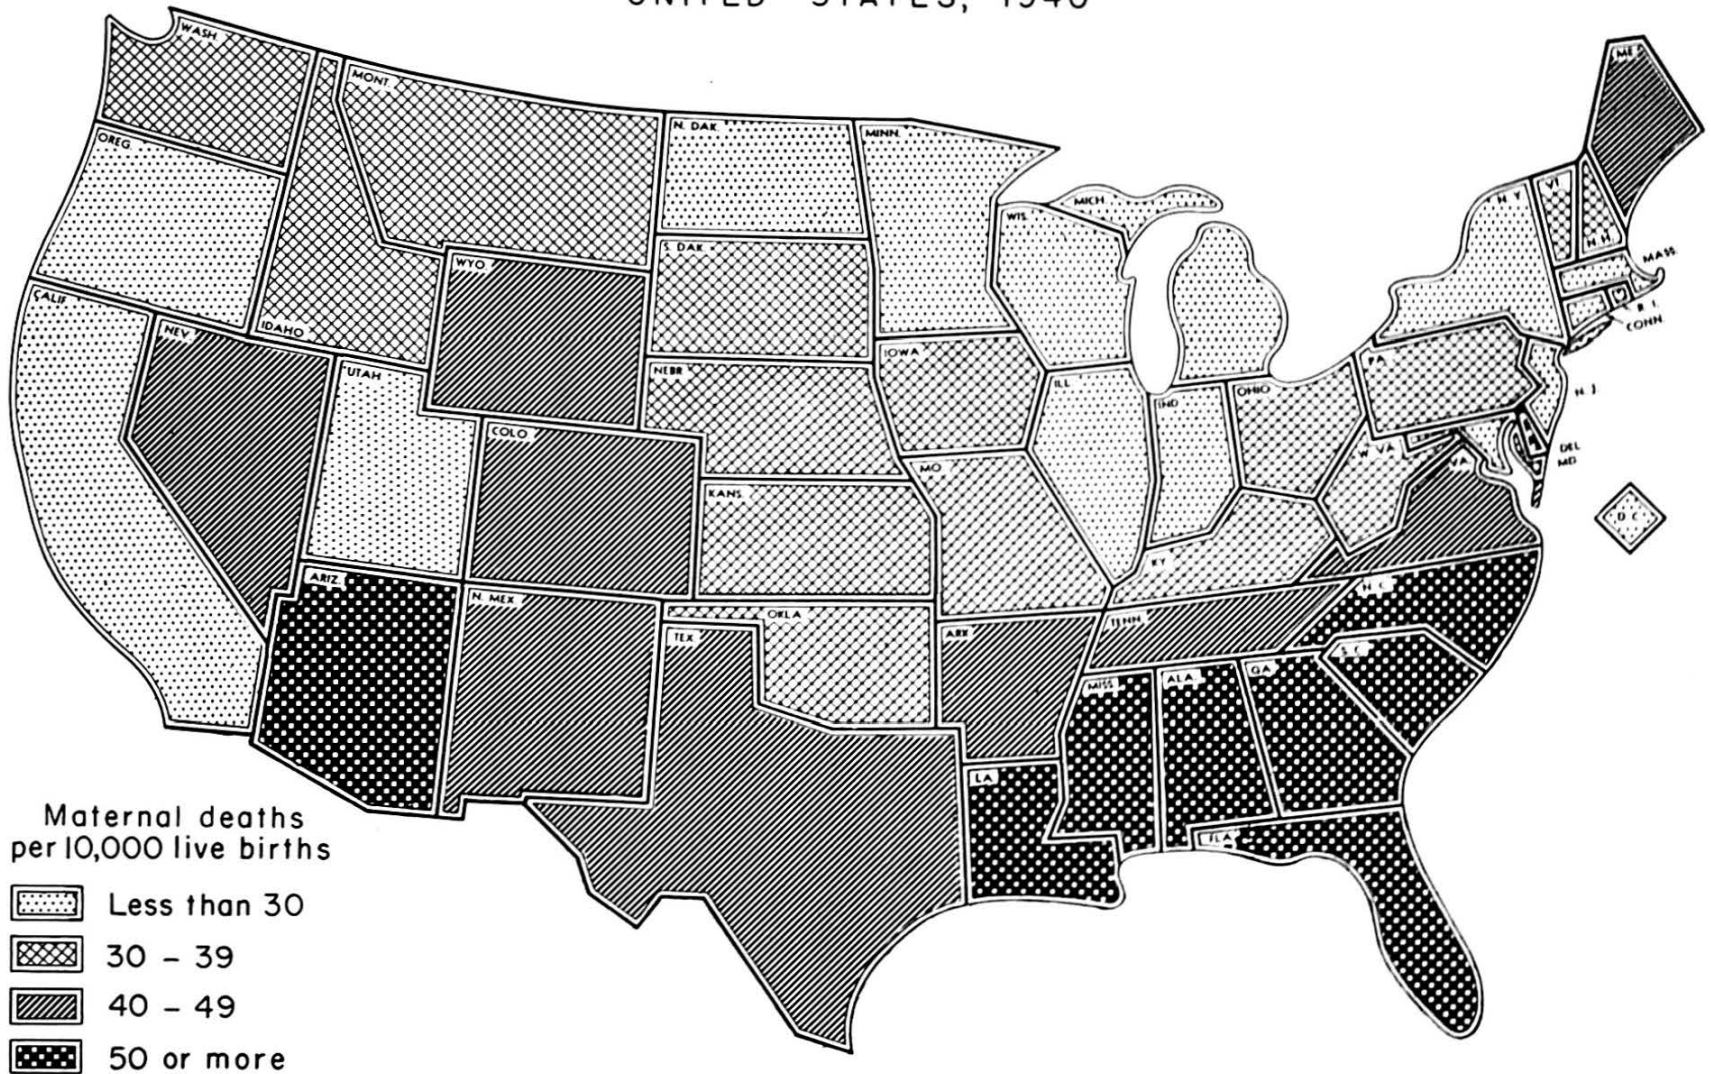 UNITED STATES, 1940
WASH.
MONT.
N. DAK.
MINN.
ME.
OREG.
IDAHO
WYO.
S. DAK.
WIS.
MICH.
N.Y.
VT.
N.H.
MASS.
R. I.
CONN.
CALIF.
NEV.
UTAH
COLO.
NEBR.
IOWA
ILL.
IND.
OHIO
PA.
N. J.
DEL.
MD.
D C
W. VA.
VA.
KANS.
MO.
KY.
ARIZ.
N. MEX.
OKLA.
TEX.
ARK.
TENN.
N.C.
S.C.
MISS.
ALA.
GA.
LA.
FLA.
Maternal deaths
per 10,000 live births
Less than 30
30 – 39
40 – 49
50 or more